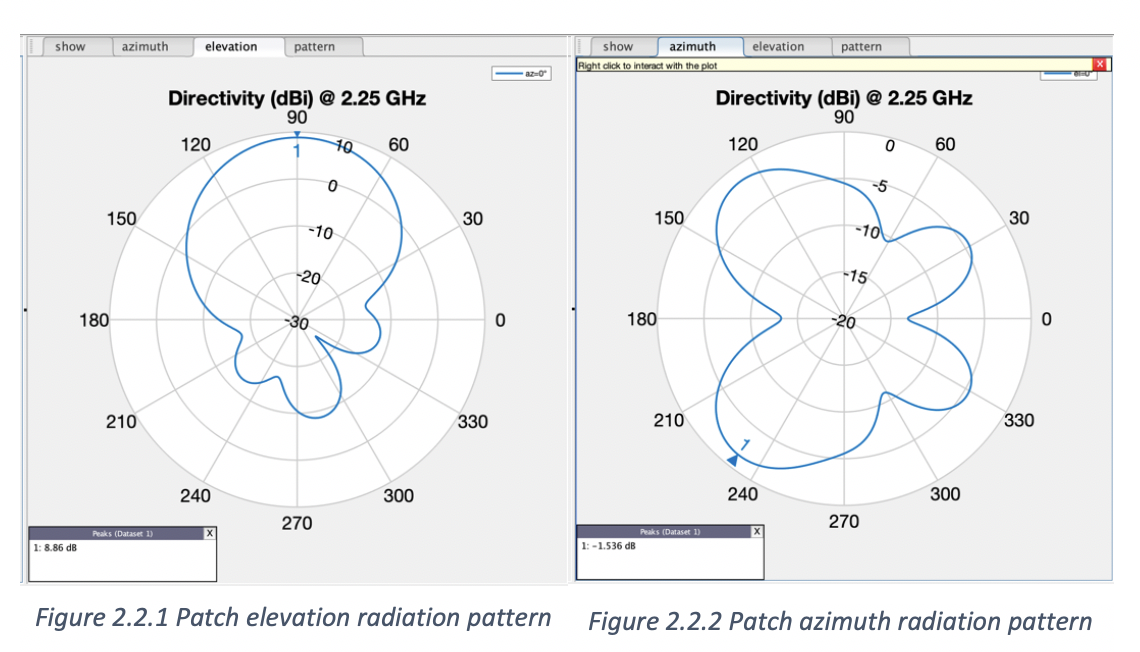 show azimuth elevation pattern
az=0°
Directivity (dBi) @ 2.25 GHz
90
120 10 60
1
0
150 30
-10
-20
180 -30 0
210 330
240 300
270
Peaks (Dataset 1) X
1: 8.86 dB
Figure 2.2.1 Patch elevation radiation pattern
show azimuth elevation pattern
Right click to interact with the plot X
el=0°
Directivity (dBi) @ 2.25 GHz
90
120 0 60
-5
150 30
-10
-15
180 -20 0
210 330
1
240 300
270
Peaks (Dataset 1) X
1: -1.536 dB
Figure 2.2.2 Patch azimuth radiation pattern